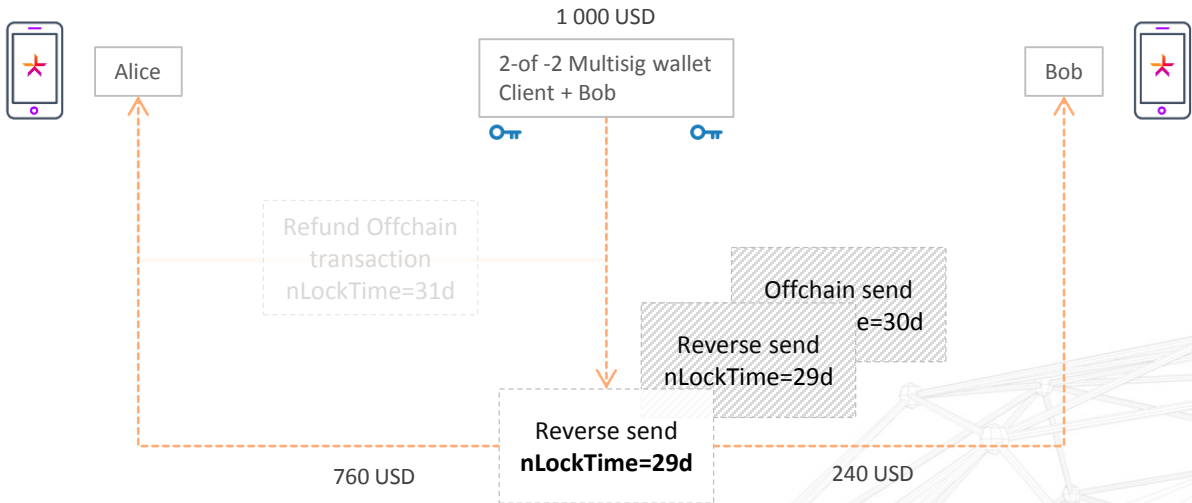 1 000 USD
Alice
2-of -2 Multisig wallet
Client + Bob
Bob
Refund Offchain
transaction
nLockTime=31d
Offchain send
e=30d
Reverse send
nLockTime=29d
Reverse send
nLockTime=29d
760 USD
240 USD